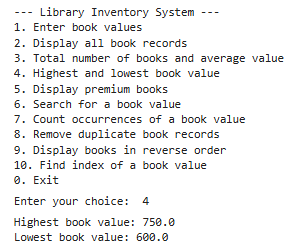 --- Library Inventory System ---
1. Enter book values
2. Display all book records
3. Total number of books and average value
4. Highest and lowest book value
5. Display premium books
6. Search for a book value
7. Count occurrences of a book value
8. Remove duplicate book records
9. Display books in reverse order
10. Find index of a book value
0. Exit
Enter your choice:  4
Highest book value: 750.0
Lowest book value: 600.0